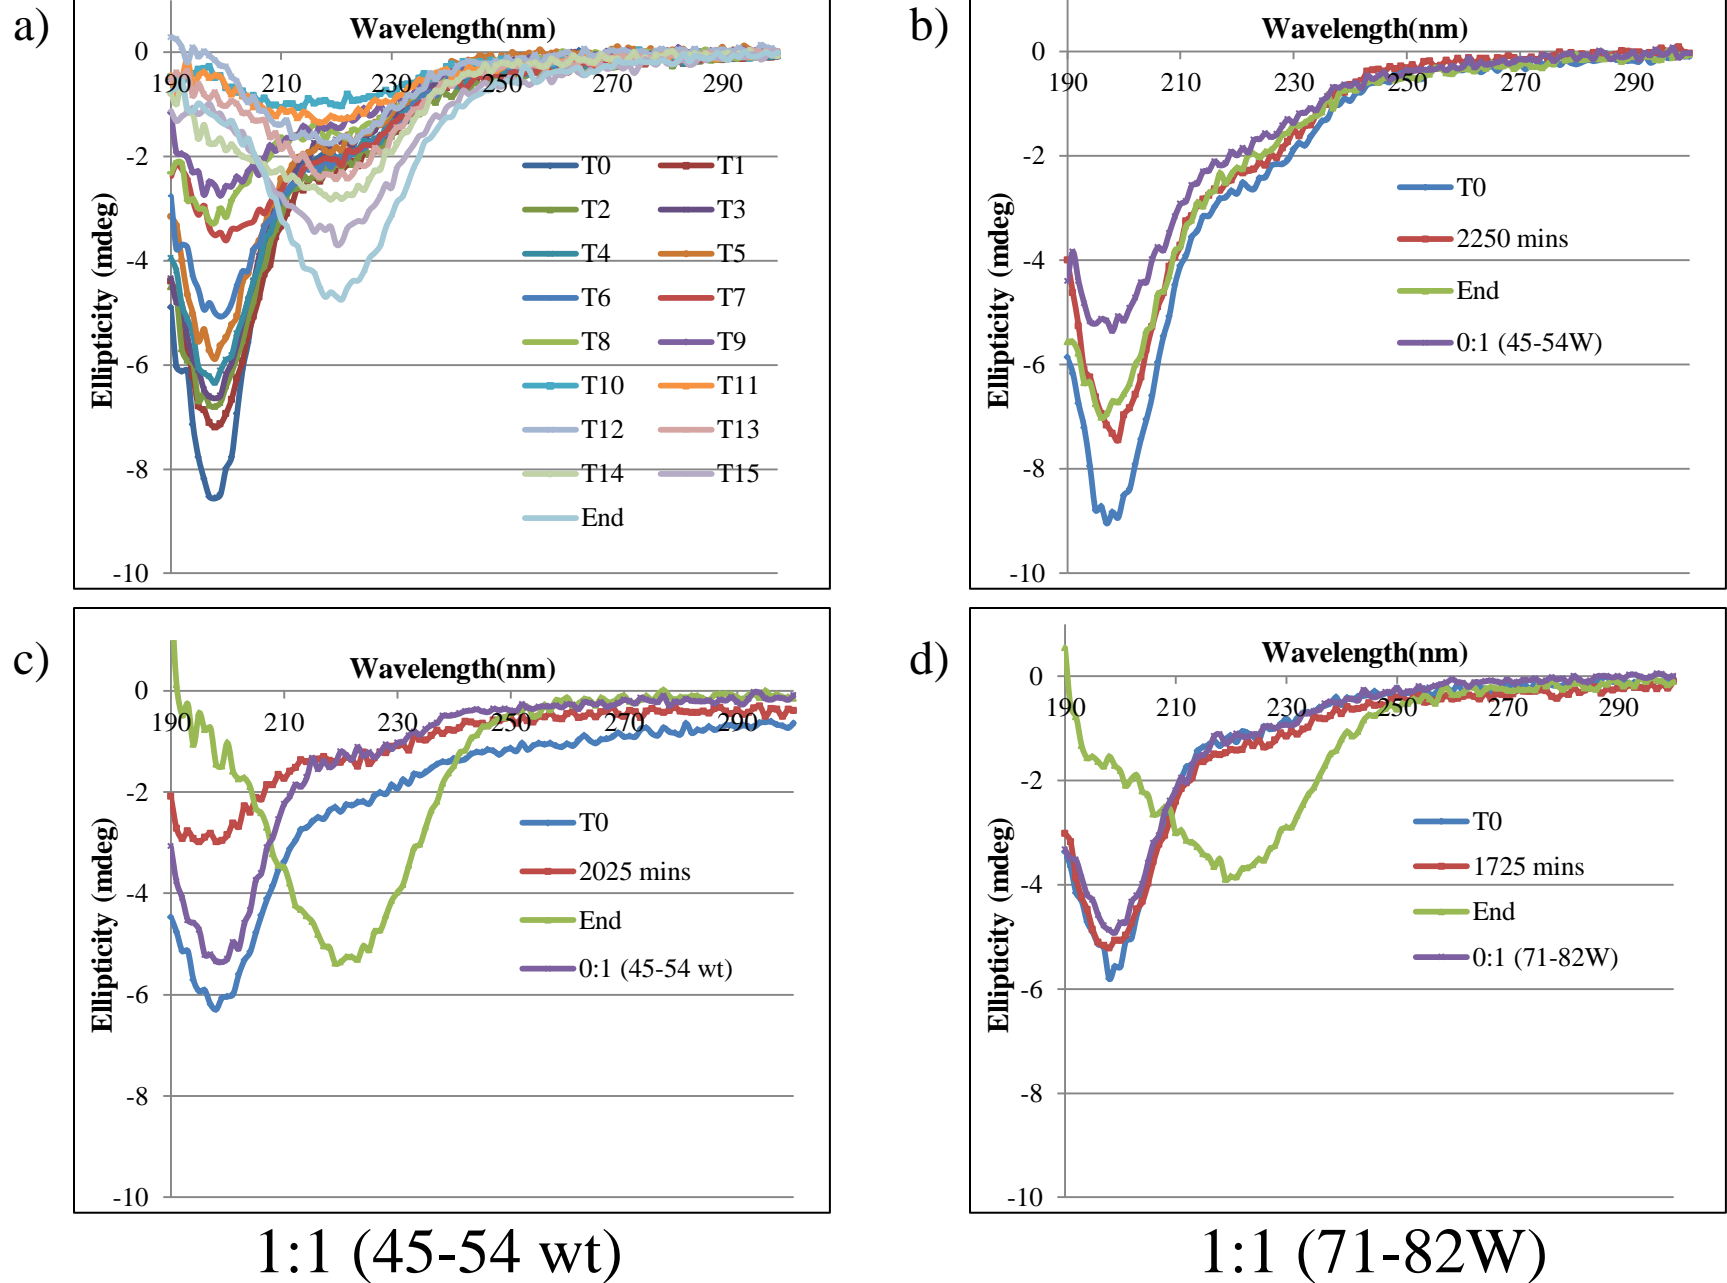 a)
Wavelength(nm)
0
190 210 230 250 270 290
-2
-4
-6
-8
-10
Ellipticity (mdeg)
T0 T1
T2 T3
T4 T5
T6 T7
T8 T9
T10 T11
T12 T13
T14 T15
End
b)
Wavelength(nm)
0
190 210 230 250 270 290
-2
-4
-6
-8
-10
Ellipticity (mdeg)
T0
2250 mins
End
0:1 (45-54W)
c)
Wavelength(nm)
0
190 210 230 250 270 290
-2
-4
-6
-8
-10
Ellipticity (mdeg)
T0
2025 mins
End
0:1 (45-54 wt)
1:1 (45-54 wt)
d)
Wavelength(nm)
0
190 210 230 250 270 290
-2
-4
-6
-8
-10
Ellipticity (mdeg)
T0
1725 mins
End
0:1 (71-82W)
1:1 (71-82W)